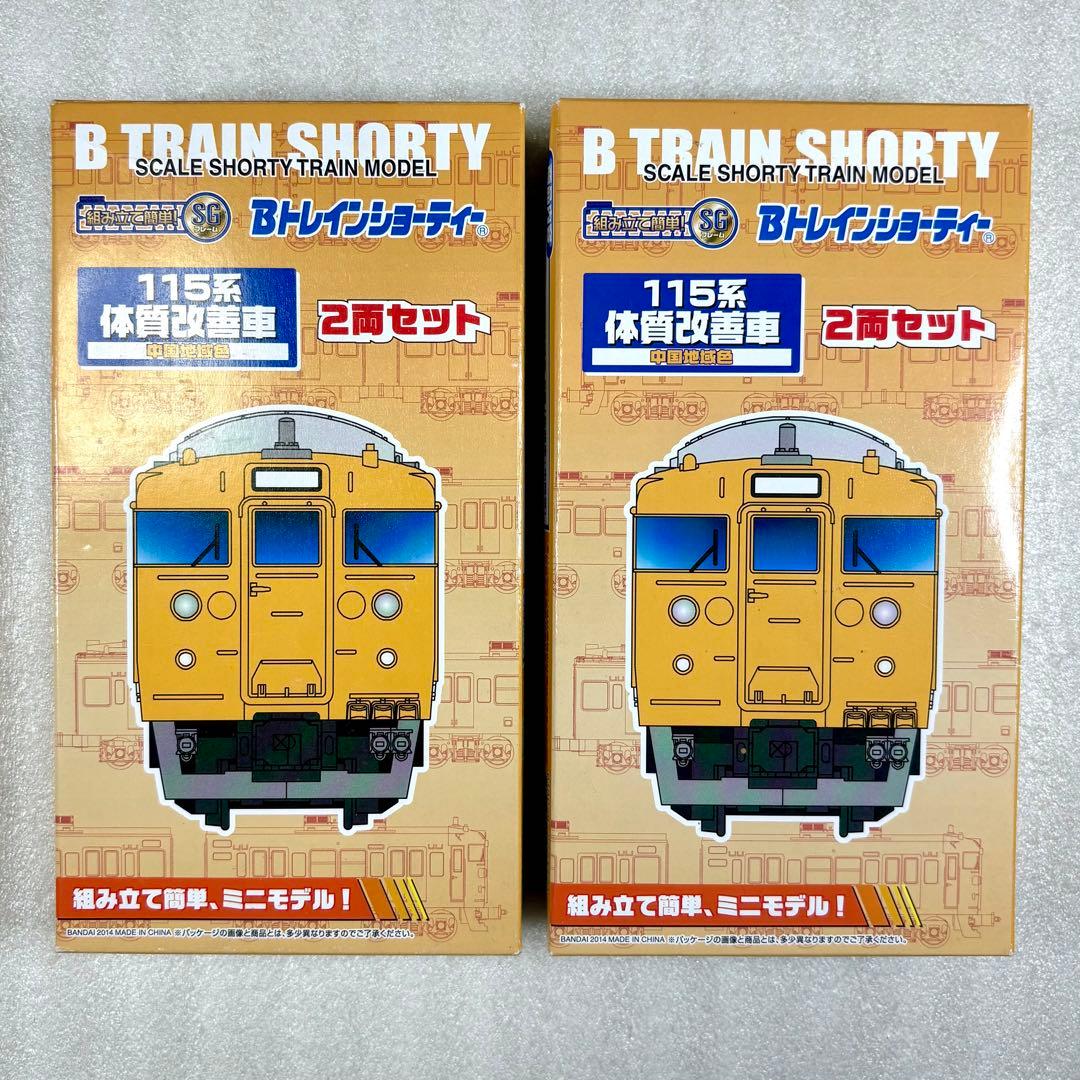 B TRAIN SHORTY
SCALE SHORTY TRAIN MODEL
組み立て簡単! SGフレーム Bトレインショーティー®
115系
体質改善車
中国地域色
2両セット
組み立て簡単、ミニモデル!
BANDAI 2014 MADE IN CHINA ※パッケージの画像と商品とは、多少異なりますのでご了承ください。
B TRAIN SHORTY
SCALE SHORTY TRAIN MODEL
組み立て簡単! SGフレーム Bトレインショーティー®
115系
体質改善車
中国地域色
2両セット
組み立て簡単、ミニモデル!
BANDAI 2014 MADE IN CHINA ※パッケージの画像と商品とは、多少異なりますのでご了承ください。